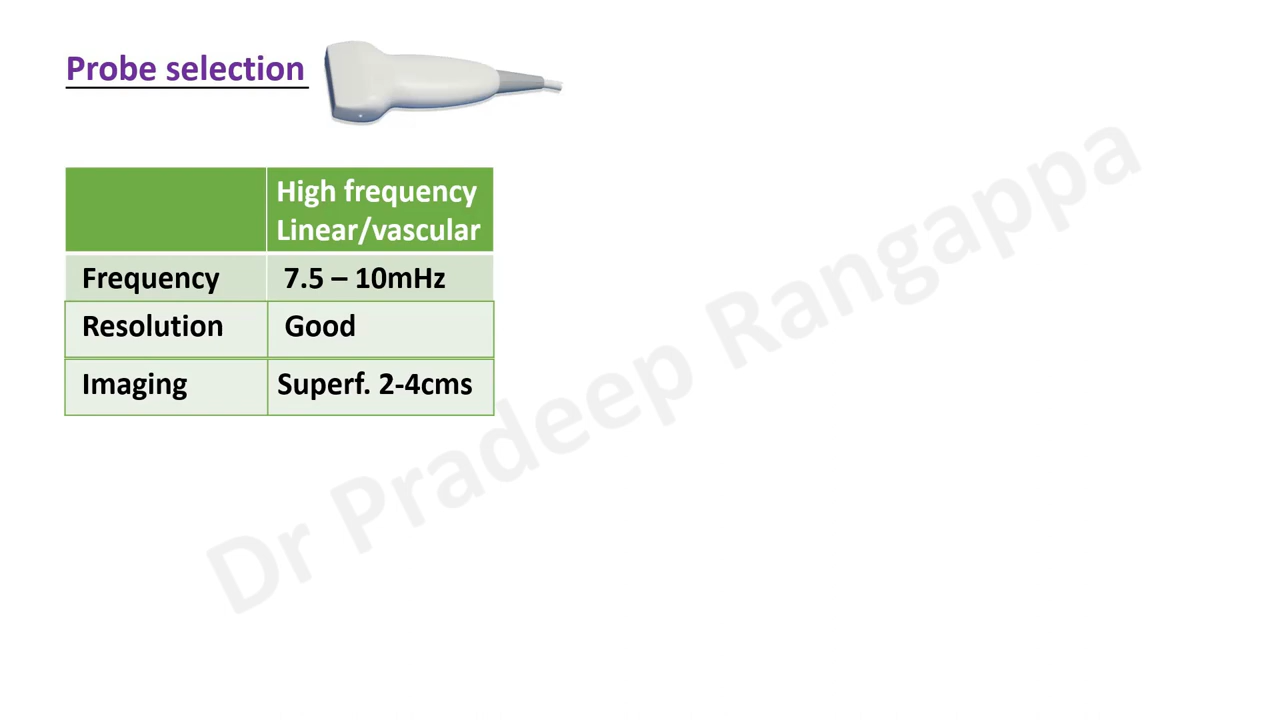 Probe selection
High frequency
Linear/vascular
Frequency 7.5 – 10mHz
Resolution Good
Imaging Superf. 2-4cms
Dr Pradeep Rangappa